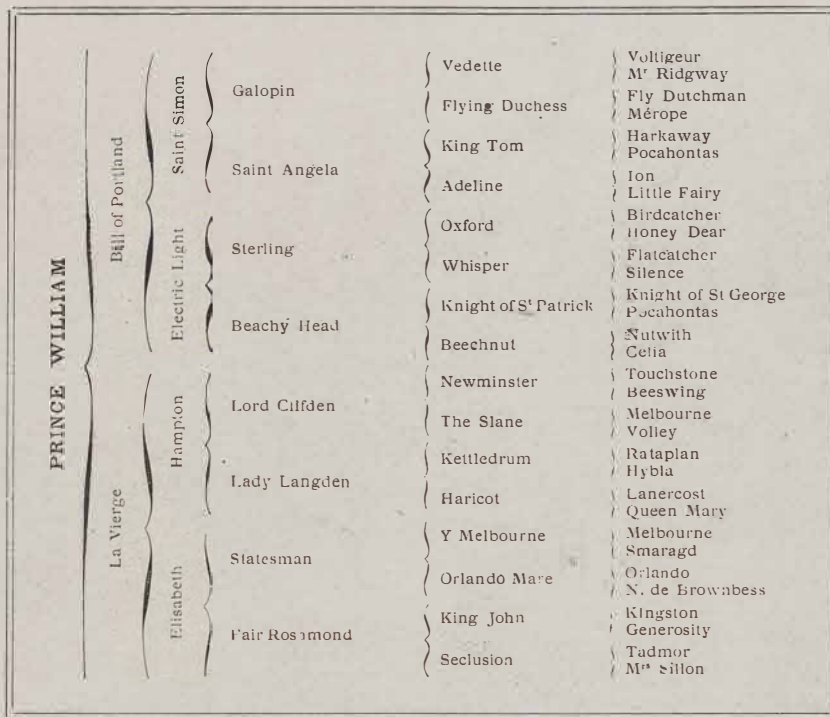 PRINCE WILLIAM
Bill of Portland
La Vierge
Saint Simon
Electric Light
Hampton
Elisabeth
Galopin
Saint Angela
Sterling
Beachy Head
Lord Cilfden
Lady Langden
Statesman
Fair Rosamond
Vedette
Flying Duchess
King Tom
Adeline
Oxford
Whisper
Knight of St Patrick
Beechnut
Newminster
The Slane
Kettledrum
Haricot
Y Melbourne
Orlando Mare
King John
Seclusion
Voltigeur
Mr Ridgway
Fly Dutchman
Mérope
Harkaway
Pocahontas
Ion
Little Fairy
Birdcatcher
Honey Dear
Flatcatcher
Silence
Knight of St George
Pocahontas
Nutwith
Celia
Touchstone
Beeswing
Melbourne
Volley
Rataplan
Hybla
Lanercost
Queen Mary
Melbourne
Smaragd
Orlando
N. de Brownbess
Kingston
Generosity
Tadmor
Mrs Sillon